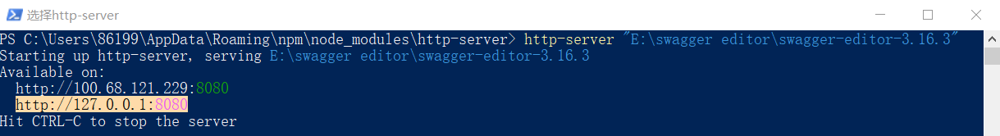 选择http-server
PS C:\Users\86199\AppData\Roaming\npm\node_modules\http-server> http-server "E:\swagger editor\swagger-editor-3.16.3"
Starting up http-server, serving E:\swagger editor\swagger-editor-3.16.3
Available on:
  http://100.68.121.229:8080
  http://127.0.0.1:8080
Hit CTRL-C to stop the server